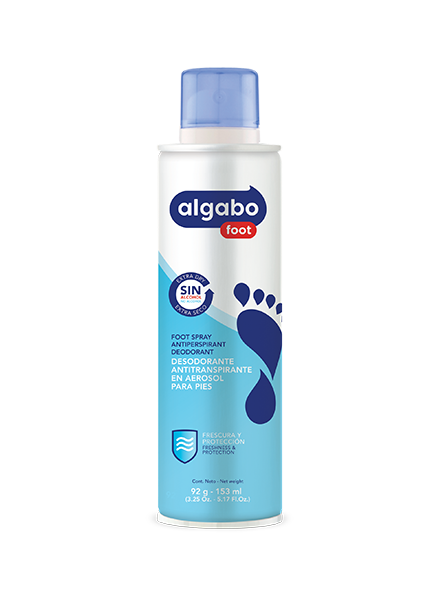 algabo
foot
EXTRA DRY
SIN
ALCOHOL
EXTRA SECO
FOOT SPRAY
ANTIPERSPIRANT
DEODORANT
DESODORANTE
ANTITRANSPIRANTE
EN AEROSOL
PARA PIES
FRESCURA Y
PROTECCIÓN
FRESHNESS &
PROTECTION
Cont. Neto - Net weight
92 g - 153 ml
(3.25 Oz. - 5.17 Fl.Oz.)